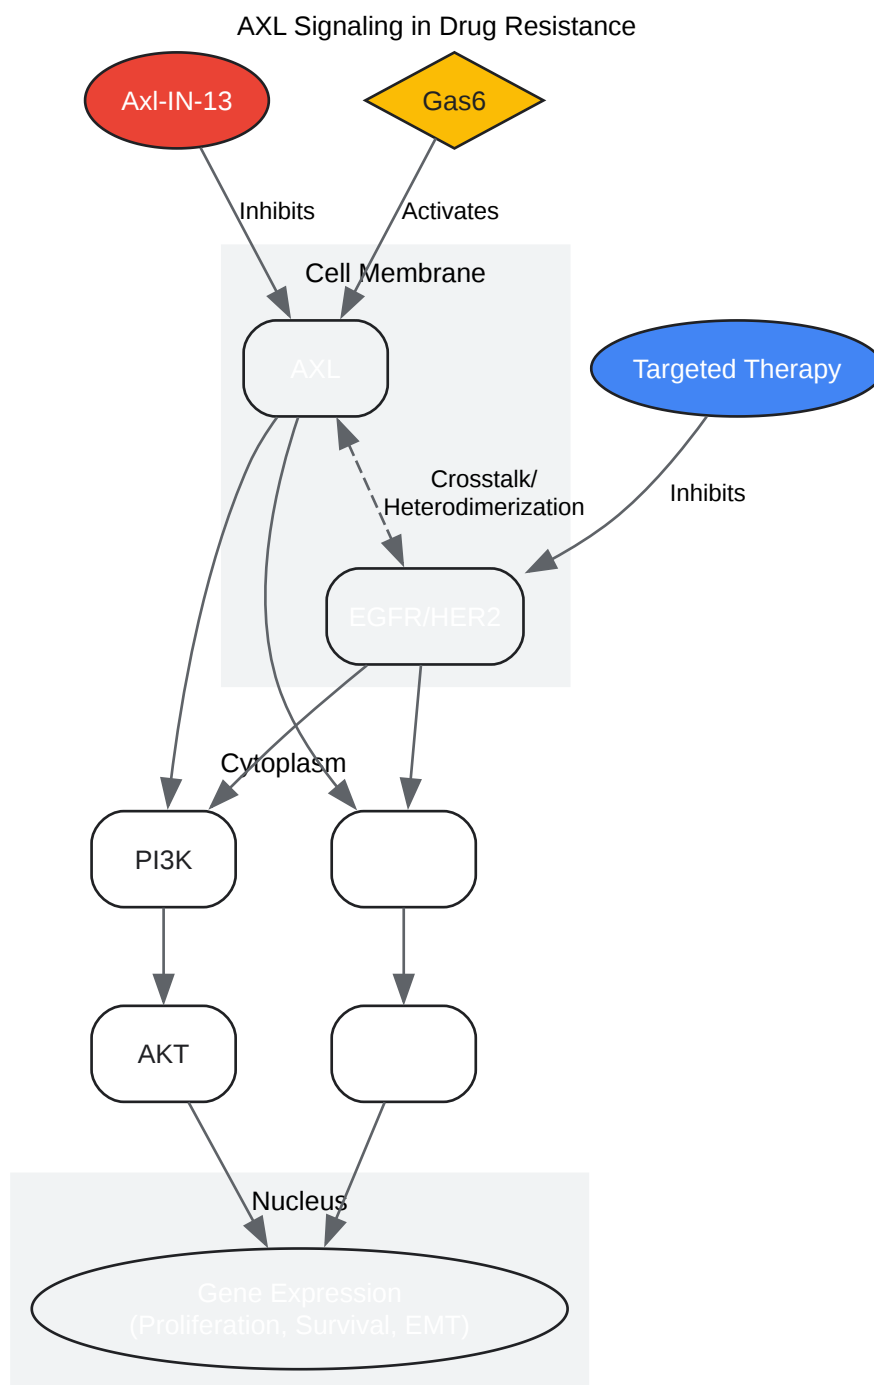 AXL Signaling in Drug Resistance
Axl-IN-13
Gas6
Inhibits
Activates
Cell Membrane
AXL
Targeted Therapy
Crosstalk/
Heterodimerization
Inhibits
EGFR/HER2
Cytoplasm
PI3K
AKT
Nucleus
Gene Expression
(Proliferation, Survival, EMT)